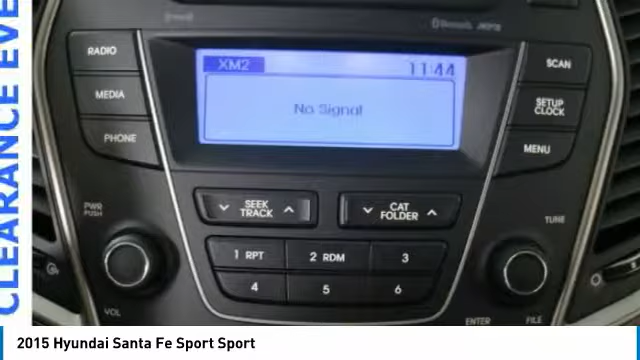 CLEARANCE EVE
Bluetooth MP3
RADIO
MEDIA
PHONE
XM2
11:44
No Signal
SCAN
SETUP
CLOCK
MENU
SEEK
TRACK
CAT
FOLDER
PWR
PUSH
TUNE
1 RPT
2 RDM
3
4
5
6
VOL
ENTER
FILE
2015 Hyundai Santa Fe Sport Sport